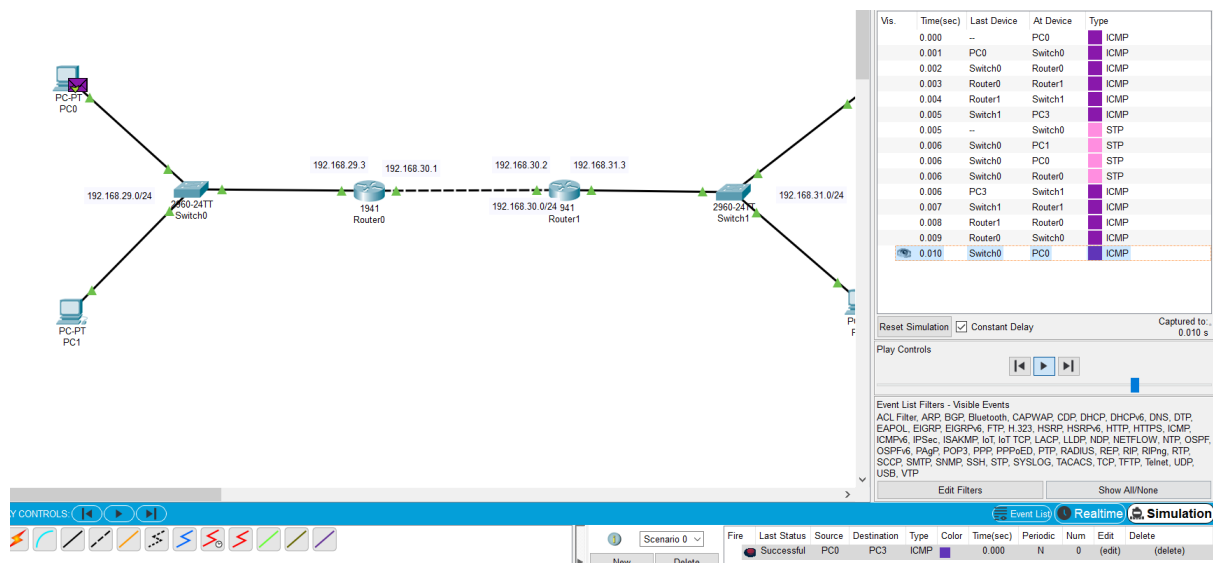 PC-PT
PC0
192.168.29.0/24
2960-24TT
Switch0
PC-PT
PC1
192.168.29.3
192.168.30.1
1941
Router0
192.168.30.2
192.168.31.3
192.168.30.0/24
941
Router1
2960-24TT
Switch1
192.168.31.0/24
Vis. Time(sec) Last Device At Device Type
0.000 -- PC0 ICMP
0.001 PC0 Switch0 ICMP
0.002 Switch0 Router0 ICMP
0.003 Router0 Router1 ICMP
0.004 Router1 Switch1 ICMP
0.005 Switch1 PC3 ICMP
0.005 -- Switch0 STP
0.006 Switch0 PC1 STP
0.006 Switch0 PC0 STP
0.006 Switch0 Router0 STP
0.006 PC3 Switch1 ICMP
0.007 Switch1 Router1 ICMP
0.008 Router1 Router0 ICMP
0.009 Router0 Switch0 ICMP
0.010 Switch0 PC0 ICMP
Reset Simulation Constant Delay Captured to:
0.010 s
Play Controls
Event List Filters - Visible Events
ACL Filter, ARP, BGP, Bluetooth, CAPWAP, CDP, DHCP, DHCPv6, DNS, DTP,
EAPOL, EIGRP, EIGRPv6, FTP, H.323, HSRP, HSRPv6, HTTP, HTTPS, ICMP,
ICMPv6, IPSec, ISAKMP, IoT, IoT TCP, LACP, LLDP, NDP, NETFLOW, NTP, OSPF,
OSPFv6, PAgP, POP3, PPP, PPPoED, PTP, RADIUS, REP, RIP, RIPng, RTP,
SCCP, SMTP, SNMP, SSH, STP, SYSLOG, TACACS, TCP, TFTP, Telnet, UDP,
USB, VTP
Edit Filters Show All/None
Y CONTROLS: Event List Realtime Simulation
Scenario 0
New Delete
Fire Last Status Source Destination Type Color Time(sec) Periodic Num Edit Delete
Successful PC0 PC3 ICMP 0.000 N 0 (edit) (delete)